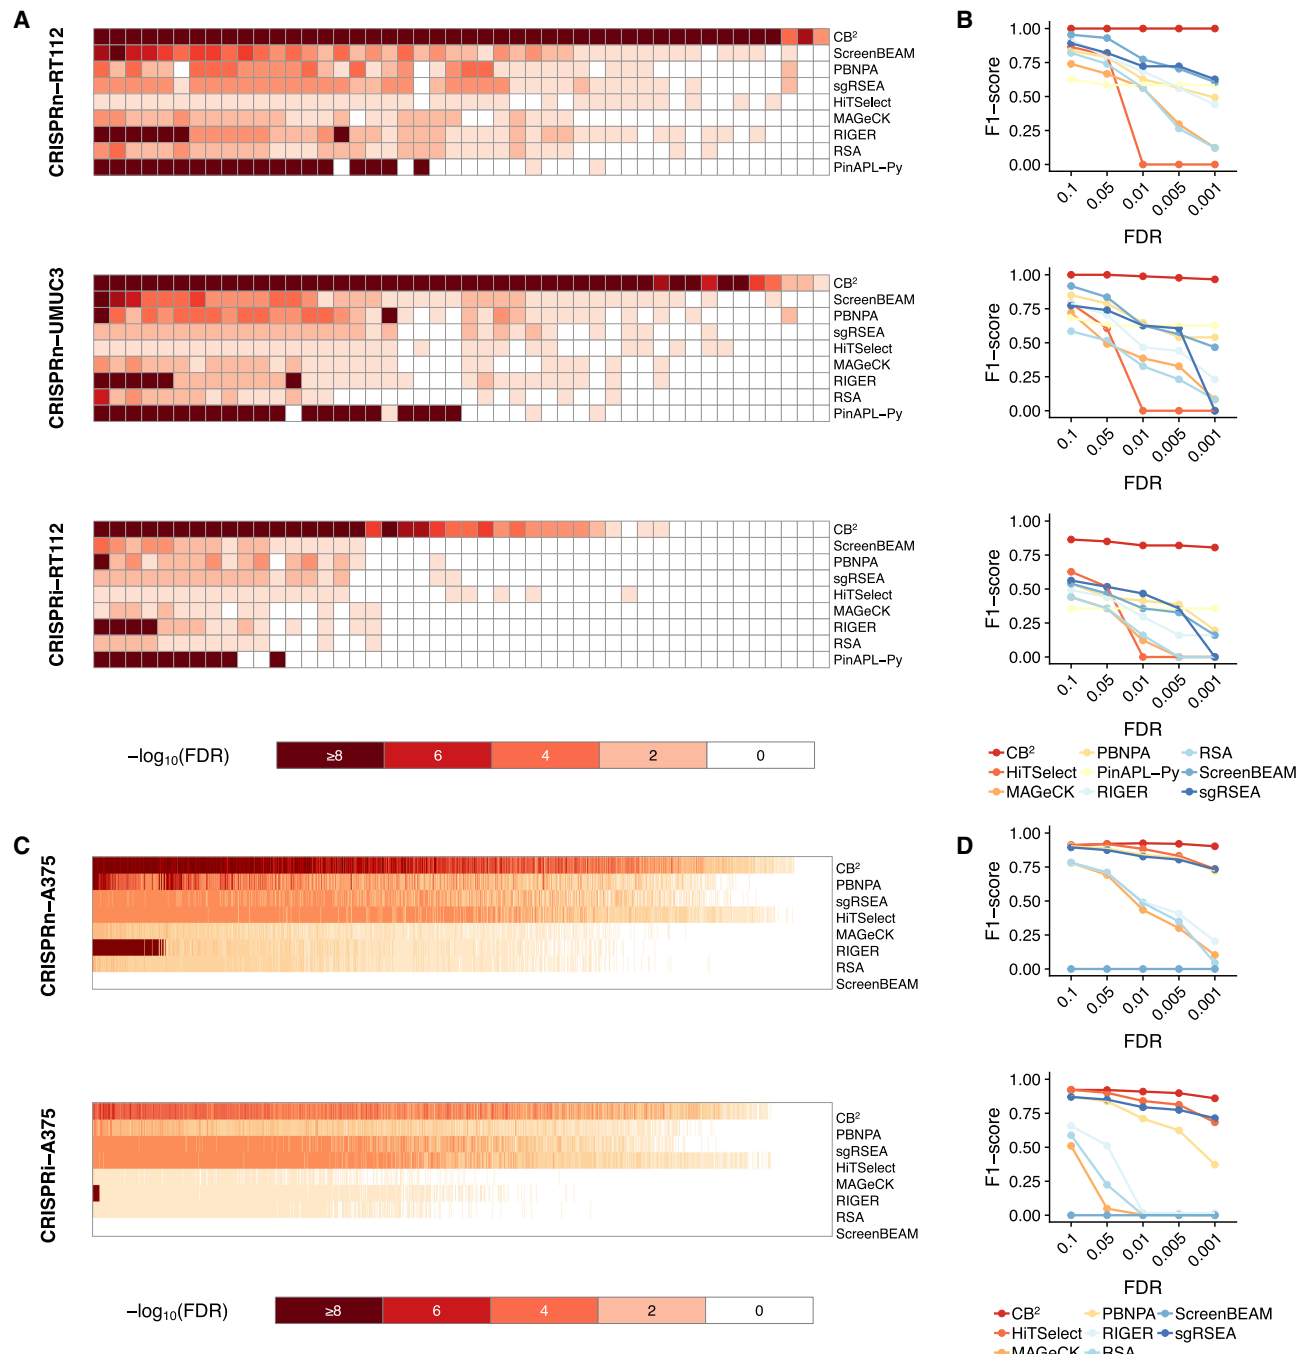 A
CRISPRn−RT112
CB²
ScreenBEAM
PBNPA
sgRSEA
HiTSelect
MAGeCK
RIGER
RSA
PinAPL−Py
CRISPRn−UMUC3
CB²
ScreenBEAM
PBNPA
sgRSEA
HiTSelect
MAGeCK
RIGER
RSA
PinAPL−Py
CRISPRi−RT112
CB²
ScreenBEAM
PBNPA
sgRSEA
HiTSelect
MAGeCK
RIGER
RSA
PinAPL−Py
−log₁₀(FDR) ≥8 6 4 2 0
B
F1−score
1.00
0.75
0.50
0.25
0.00
0.1 0.05 0.01 0.005 0.001
FDR
F1−score
1.00
0.75
0.50
0.25
0.00
0.1 0.05 0.01 0.005 0.001
FDR
F1−score
1.00
0.75
0.50
0.25
0.00
0.1 0.05 0.01 0.005 0.001
FDR
CB² PBNPA RSA
HiTSelect PinAPL−Py ScreenBEAM
MAGeCK RIGER sgRSEA
C
CRISPRn−A375
CB²
PBNPA
sgRSEA
HiTSelect
MAGeCK
RIGER
RSA
ScreenBEAM
CRISPRi−A375
CB²
PBNPA
sgRSEA
HiTSelect
MAGeCK
RIGER
RSA
ScreenBEAM
−log₁₀(FDR) ≥8 6 4 2 0
D
F1−score
1.00
0.75
0.50
0.25
0.00
0.1 0.05 0.01 0.005 0.001
FDR
F1−score
1.00
0.75
0.50
0.25
0.00
0.1 0.05 0.01 0.005 0.001
FDR
CB² PBNPA ScreenBEAM
HiTSelect RIGER sgRSEA
MAGeCK RSA